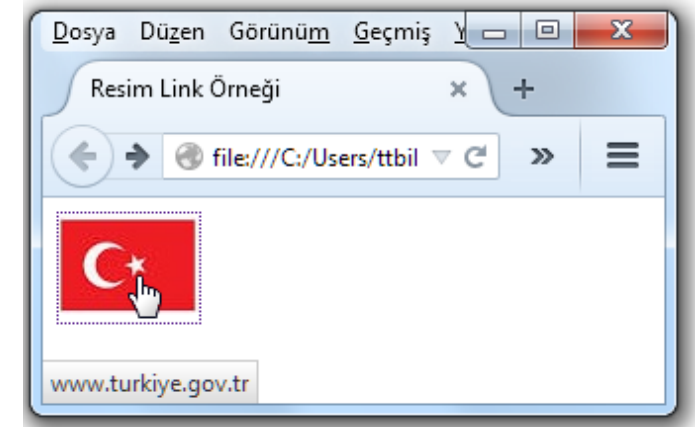 Dosya Düzen Görünüm Geçmiş Y
Resim Link Örneği
file:///C:/Users/ttbil
www.turkiye.gov.tr